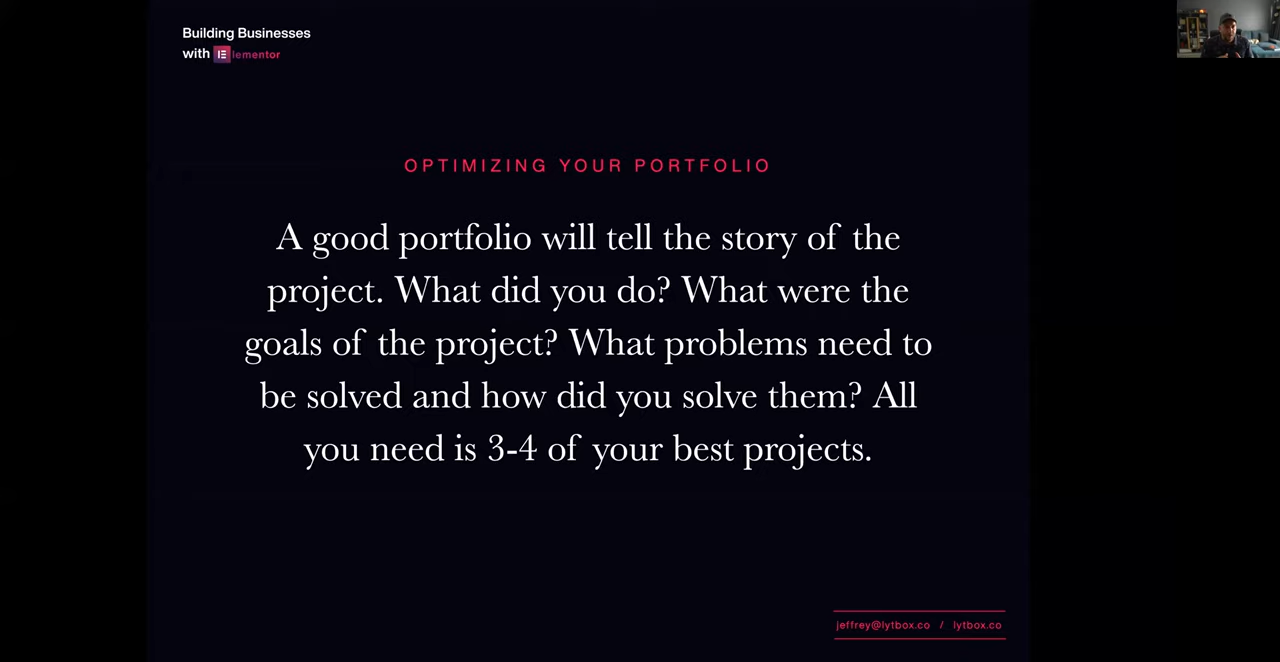 Building Businesses
with elementor
OPTIMIZING YOUR PORTFOLIO
A good portfolio will tell the story of the
project. What did you do? What were the
goals of the project? What problems need to
be solved and how did you solve them? All
you need is 3-4 of your best projects.
jeffrey@lytbox.co / lytbox.co